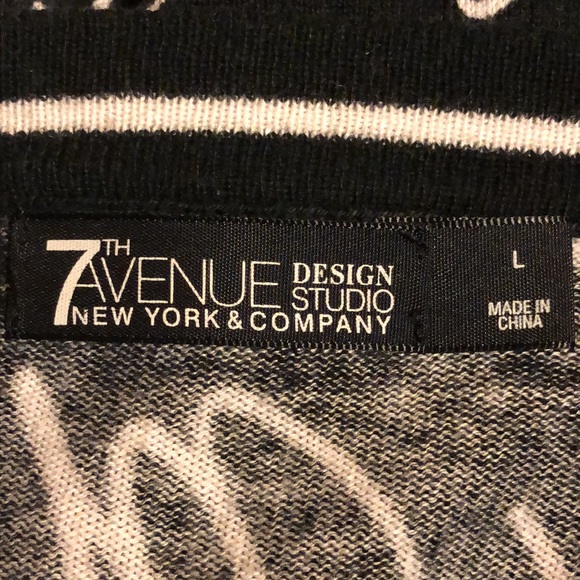 7TH AVENUE DESIGN STUDIO
NEW YORK & COMPANY
L
MADE IN
CHINA